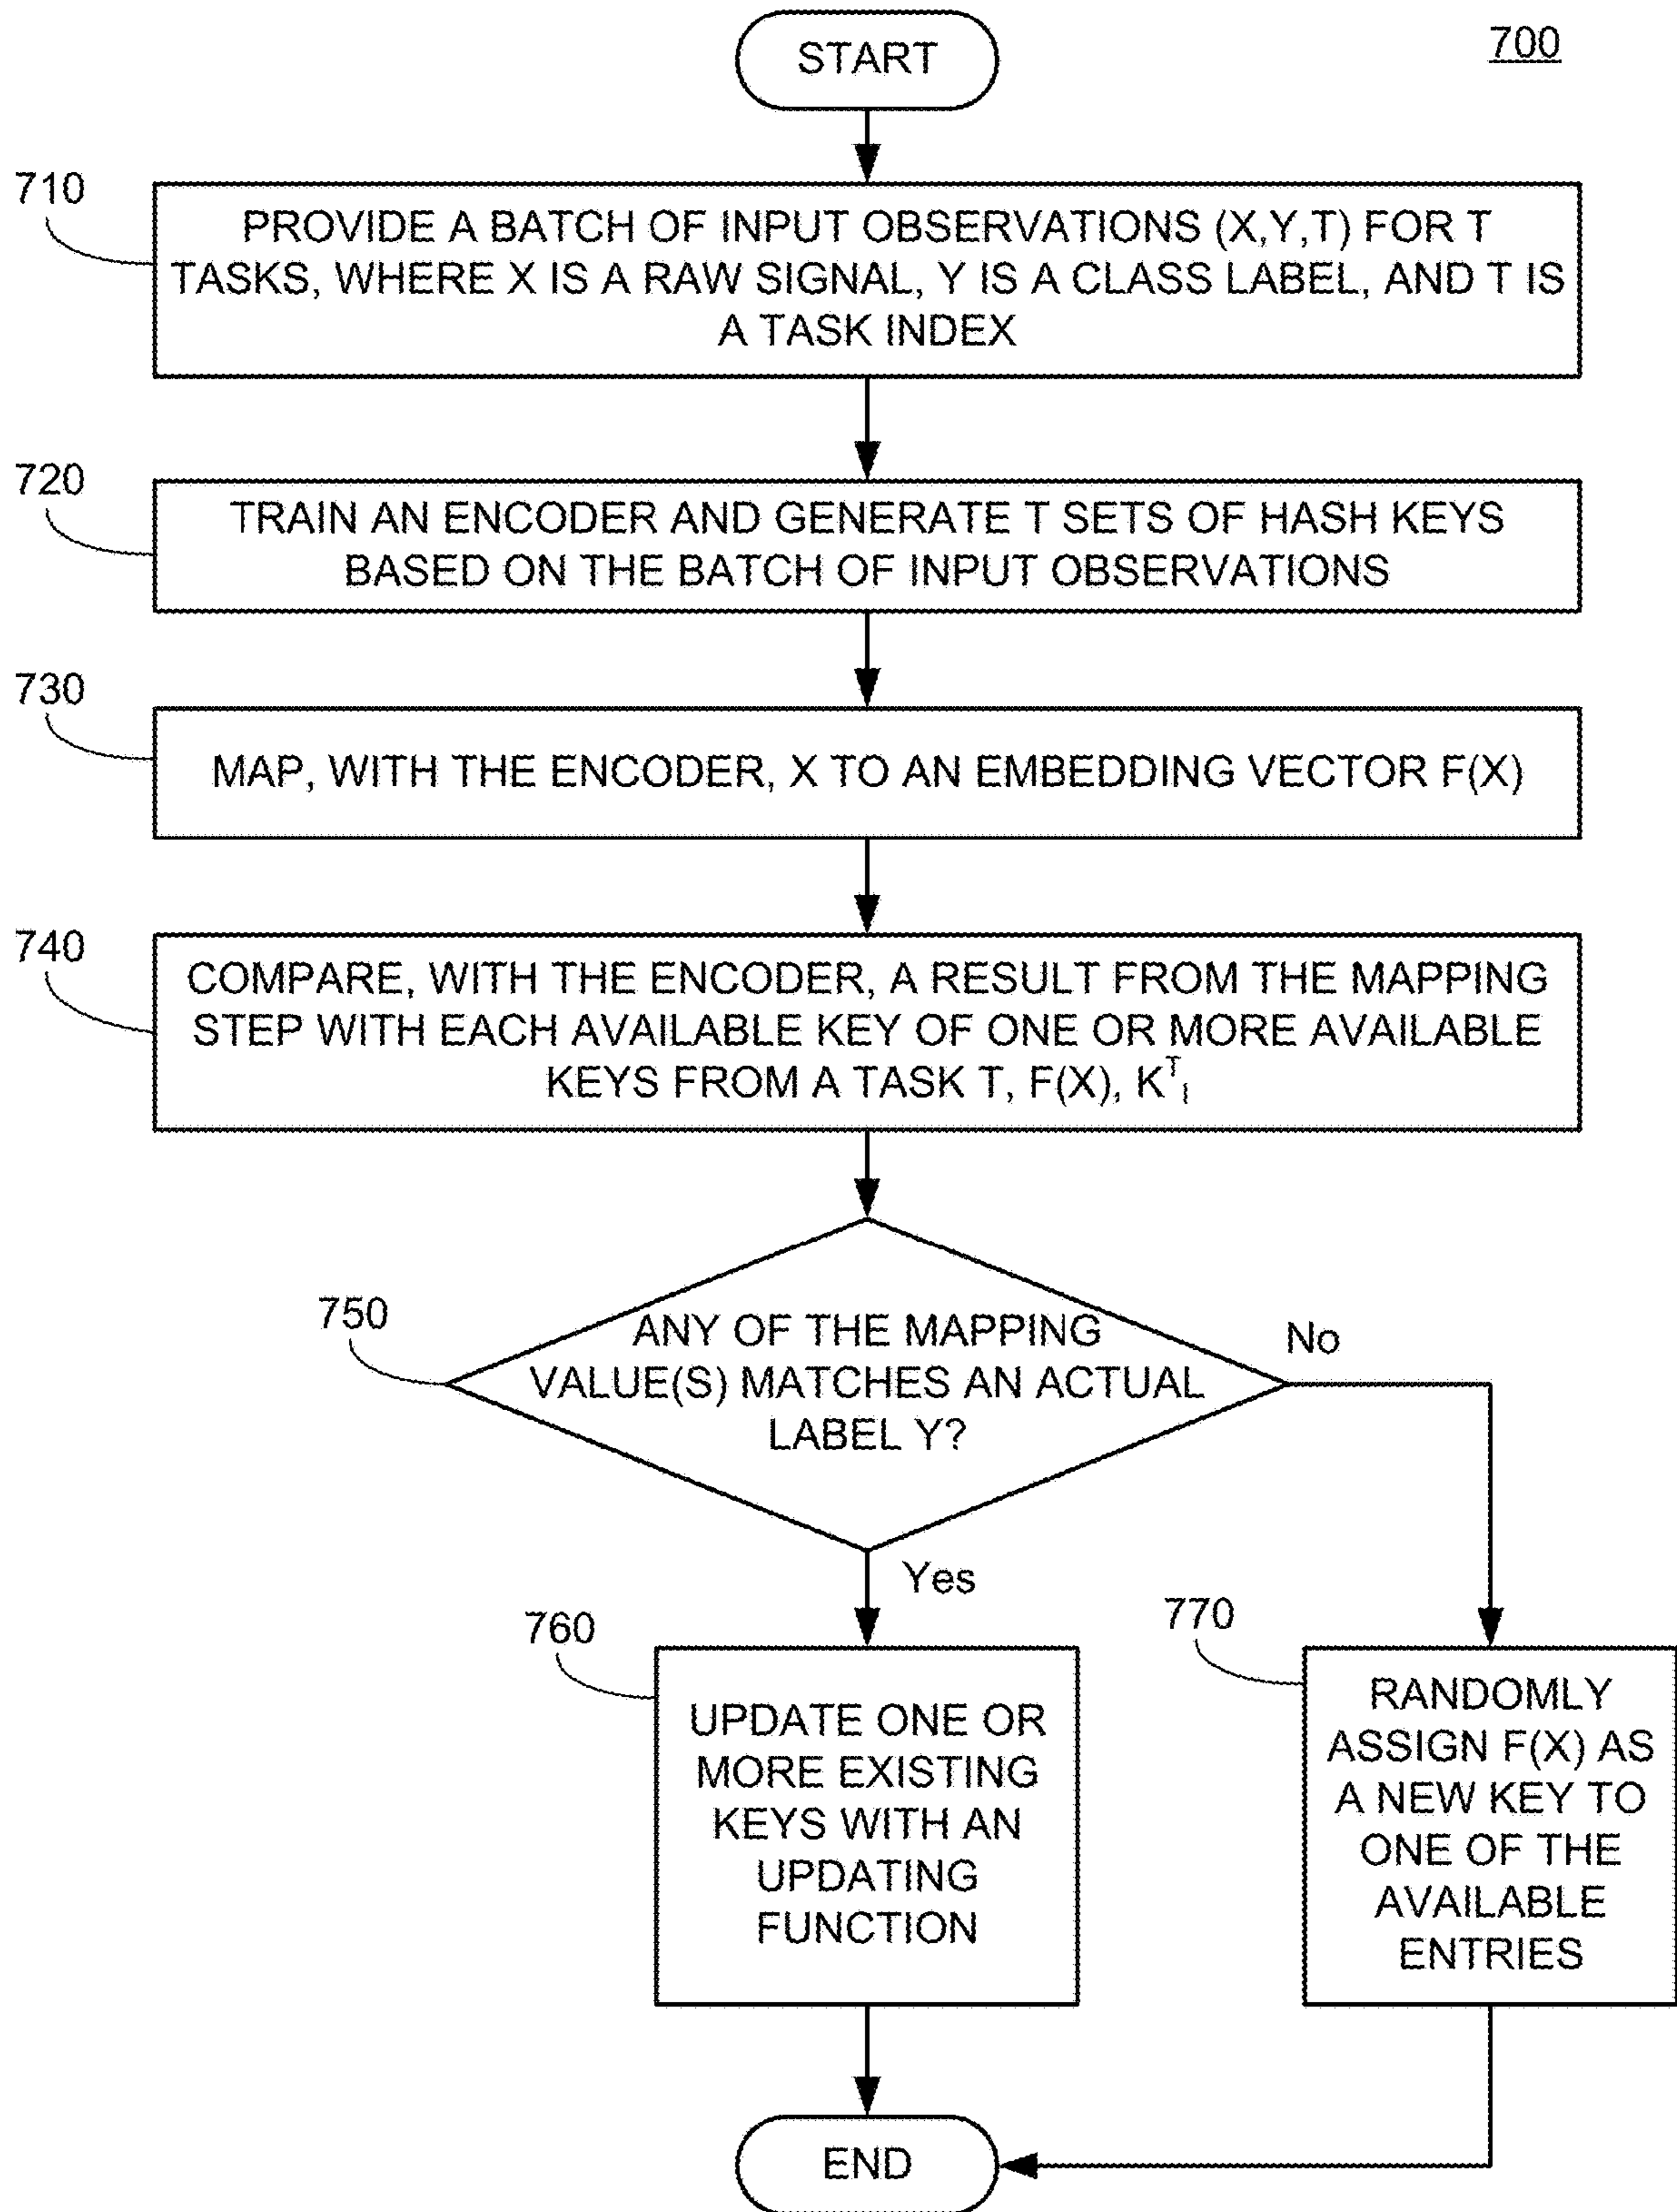 START
700
710
PROVIDE A BATCH OF INPUT OBSERVATIONS (X,Y,T) FOR T
TASKS, WHERE X IS A RAW SIGNAL, Y IS A CLASS LABEL, AND T IS
A TASK INDEX
720
TRAIN AN ENCODER AND GENERATE T SETS OF HASH KEYS
BASED ON THE BATCH OF INPUT OBSERVATIONS
730
MAP, WITH THE ENCODER, X TO AN EMBEDDING VECTOR F(X)
740
COMPARE, WITH THE ENCODER, A RESULT FROM THE MAPPING
STEP WITH EACH AVAILABLE KEY OF ONE OR MORE AVAILABLE
KEYS FROM A TASK T, F(X), K^T_I
750
ANY OF THE MAPPING
VALUE(S) MATCHES AN ACTUAL
LABEL Y?
No
Yes
760
UPDATE ONE OR
MORE EXISTING
KEYS WITH AN
UPDATING
FUNCTION
770
RANDOMLY
ASSIGN F(X) AS
A NEW KEY TO
ONE OF THE
AVAILABLE
ENTRIES
END